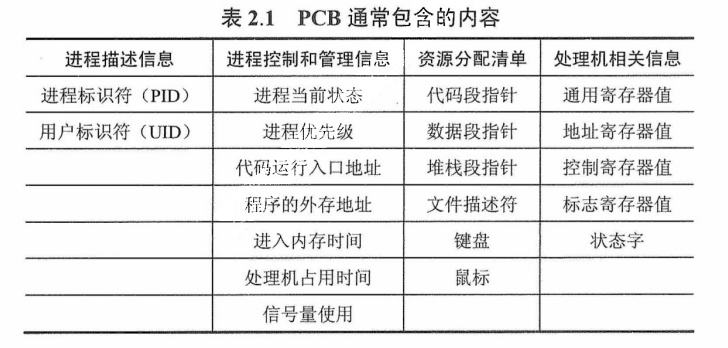 表 2.1 PCB 通常包含的内容
进程描述信息 进程控制和管理信息 资源分配清单 处理机相关信息
进程标识符（PID） 进程当前状态 代码段指针 通用寄存器值
用户标识符（UID） 进程优先级 数据段指针 地址寄存器值
代码运行入口地址 堆栈段指针 控制寄存器值
程序的外存地址 文件描述符 标志寄存器值
进入内存时间 键盘 状态字
处理机占用时间 鼠标
信号量使用